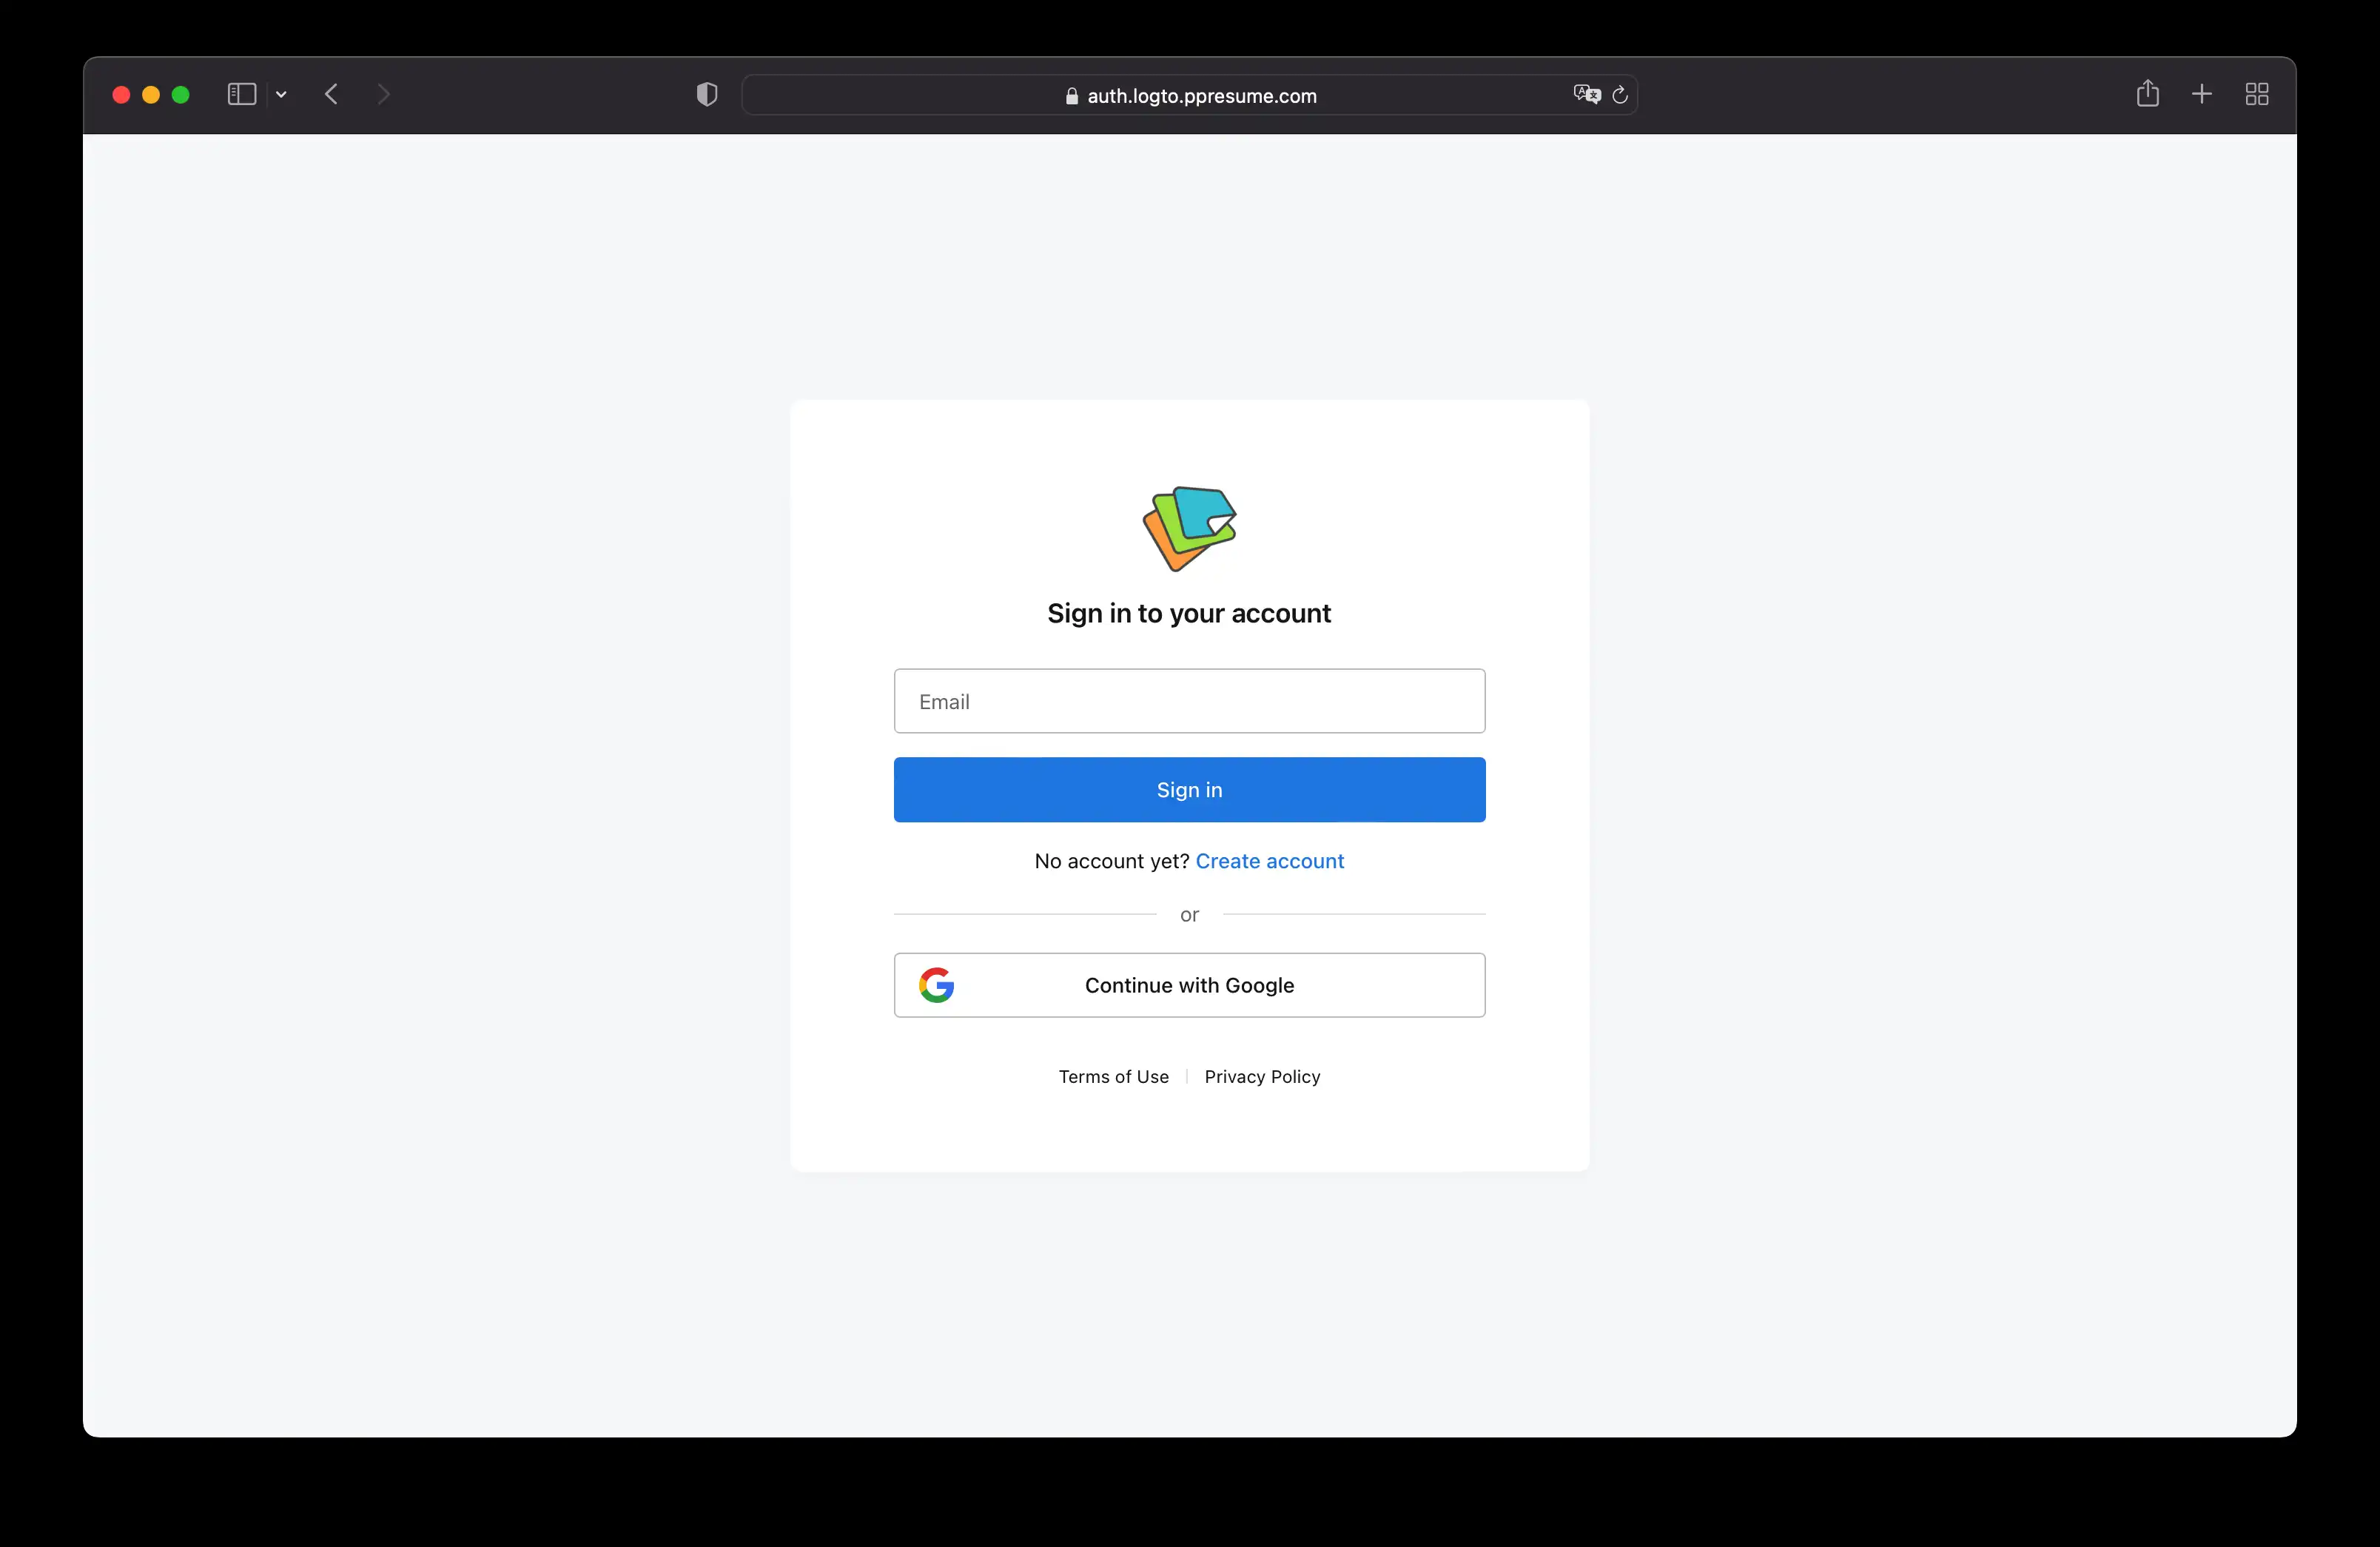 auth.logto.ppresume.com
Sign in to your account
Email
Sign in
No account yet? Create account
or
Continue with Google
Terms of Use | Privacy Policy